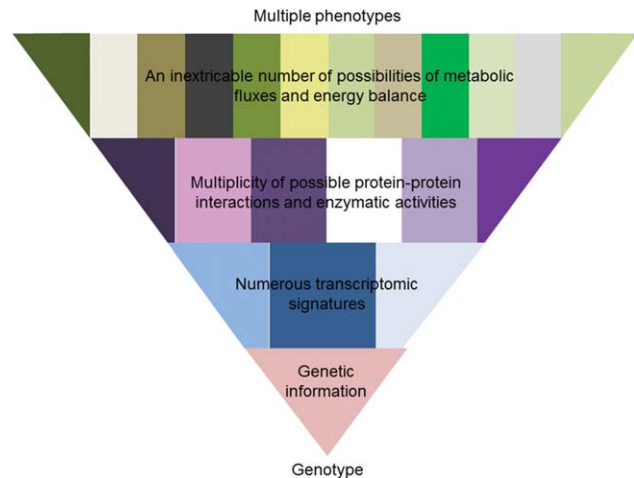 Multiple phenotypes
An inextricable number of possibilities of metabolic
fluxes and energy balance
Multiplicity of possible protein-protein
interactions and enzymatic activities
Numerous transcriptomic
signatures
Genetic
information
Genotype